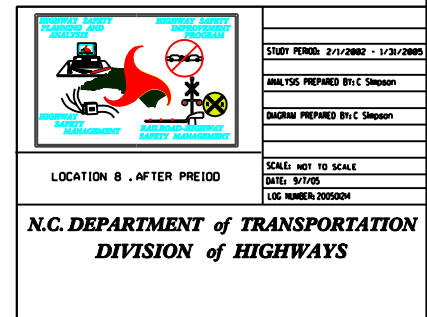 HIGHWAY SAFETY
PLANNING AND
ANALYSIS
HIGHWAY SAFETY
IMPROVEMENT
PROGRAM
HIGHWAY
SAFETY
MANAGEMENT
RAILROAD-HIGHWAY
SAFETY MANAGEMENT
LOCATION 8 . AFTER PREIOD
STUDY PERIOD: 2/1/2002 - 1/31/2005
ANALYSIS PREPARED BY: C Simpson
DIAGRAM PREPARED BY: C Simpson
SCALE: NOT TO SCALE
DATE: 9/7/05
LOG NUMBER: 20050214
N.C. DEPARTMENT of TRANSPORTATION
DIVISION of HIGHWAYS